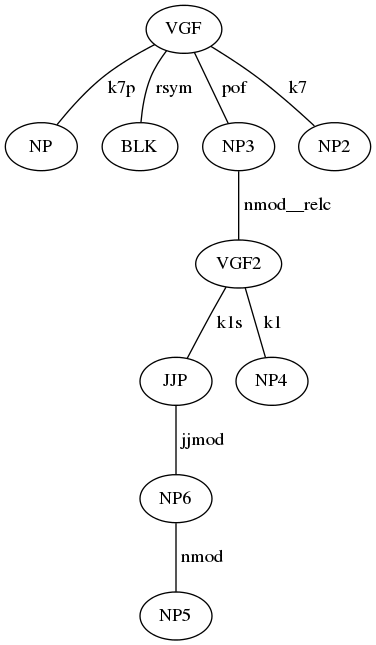 VGF
k7p rsym pof k7
NP BLK NP3 NP2
nmod__relc
VGF2
k1s k1
JJP NP4
jjmod
NP6
nmod
NP5